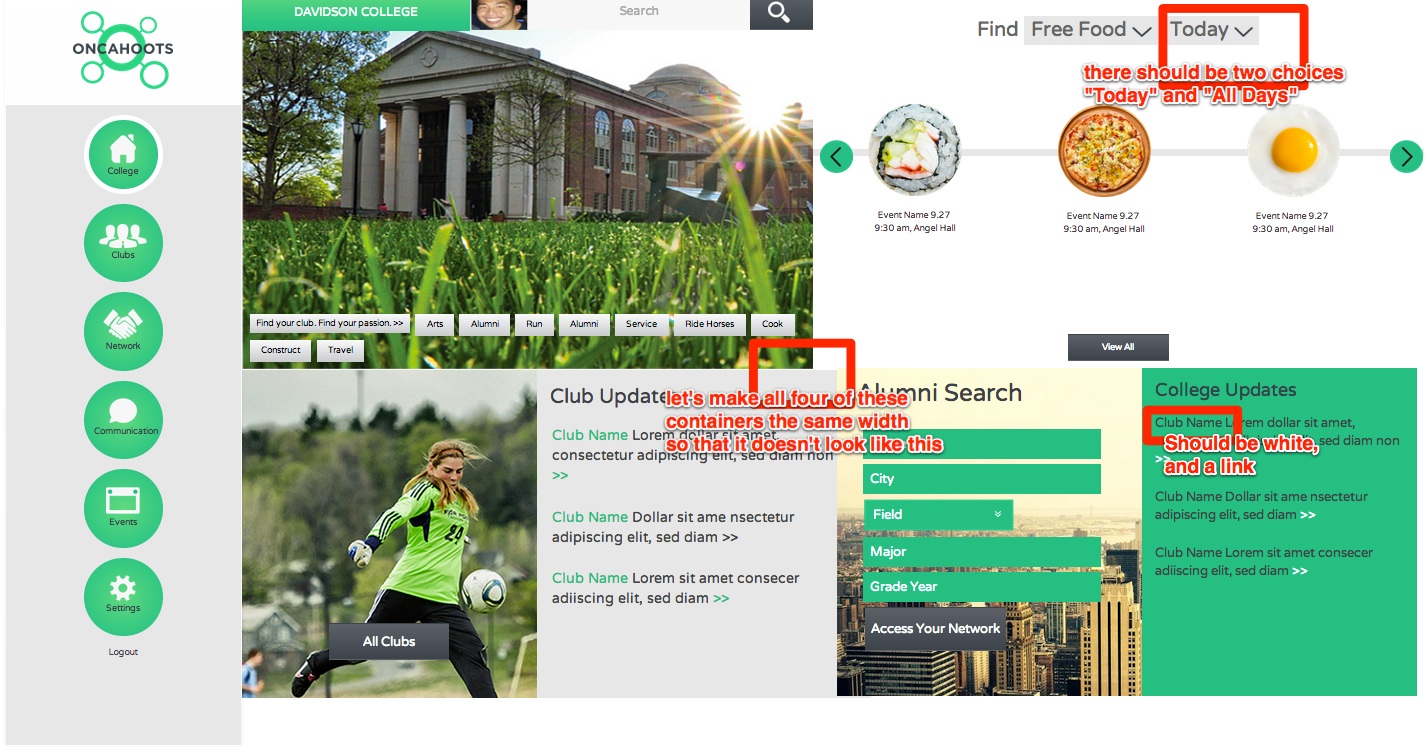 ONCAHOOTS
College
Clubs
Network
Communication
Events
Settings
Logout
DAVIDSON COLLEGE
Search
Find your club. Find your passion. >>
Arts
Alumni
Run
Alumni
Service
Ride Horses
Cook
Construct
Travel
Find Free Food Today
there should be two choices
"Today" and "All Days"
Event Name 9.27
9:30 am, Angel Hall
Event Name 9.27
9:30 am, Angel Hall
Event Name 9.27
9:30 am, Angel Hall
View All
All Clubs
24
Club Updates
Club Name Lorem dollar sit amet,
consectetur adipiscing elit, sed diam non
>>
Club Name Dollar sit ame nsectetur
adipiscing elit, sed diam >>
Club Name Lorem sit amet consecer
adiiscing elit, sed diam >>
let's make all four of these
containers the same width
so that it doesn't look like this
Alumni Search
City
Field
Major
Grade Year
Access Your Network
College Updates
Club Name Lorem dollar sit amet,
sed diam non
>>
Should be white,
and a link
Club Name Dollar sit ame nsectetur
adipiscing elit, sed diam >>
Club Name Lorem sit amet consecer
adiiscing elit, sed diam >>